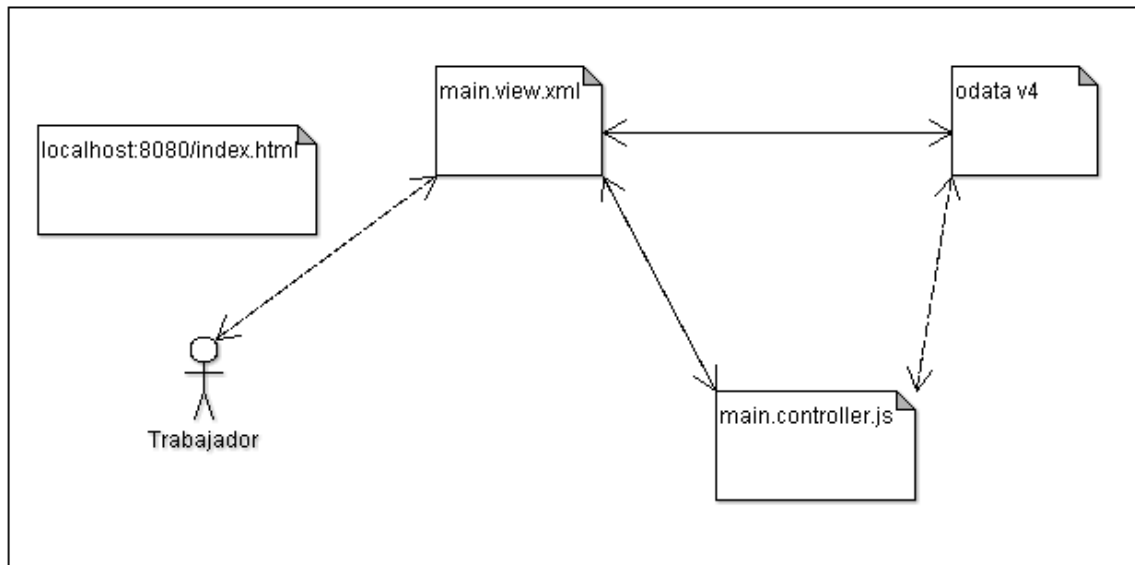 main.view.xml
odata v4
localhost:8080/index.html
Trabajador
main.controller.js